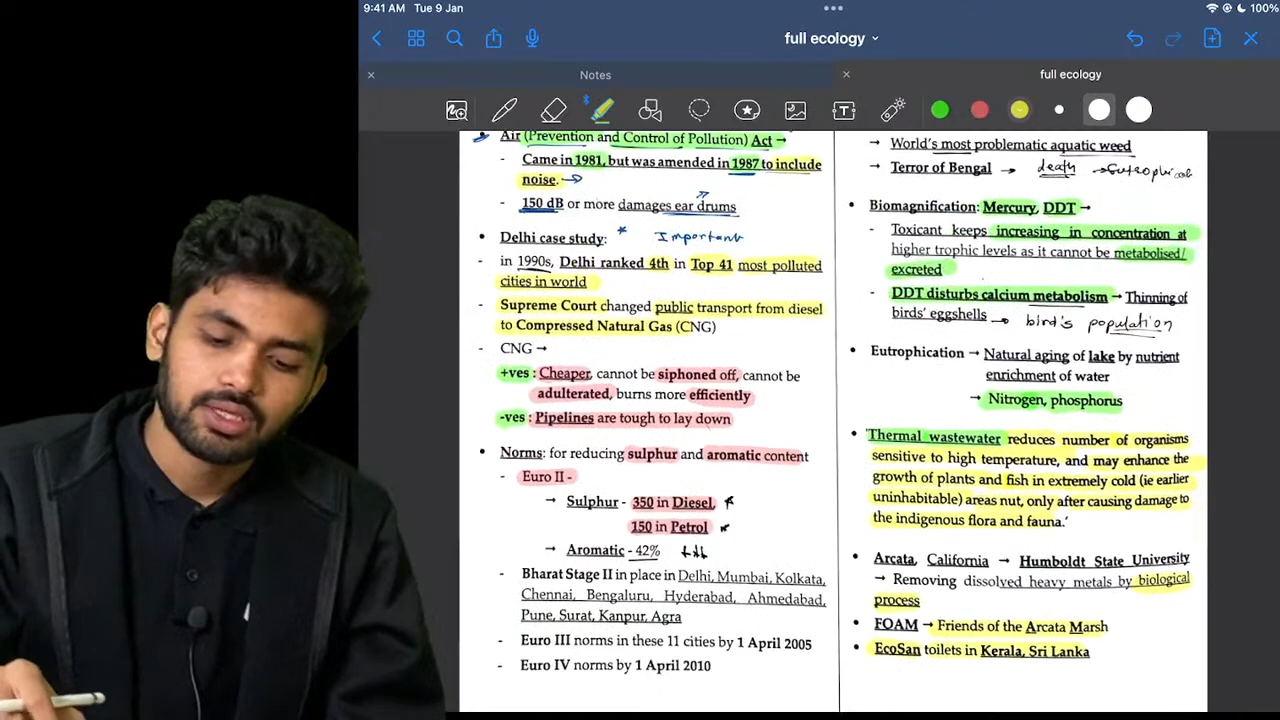 9:41 AM Tue 9 Jan
100%
full ecology
Notes
full ecology
Air (Prevention and Control of Pollution) Act →
- Came in 1981, but was amended in 1987 to include
noise.
- 150 dB or more damages ear drums
• Delhi case study: * Important
- in 1990s, Delhi ranked 4th in Top 41 most polluted
cities in world
- Supreme Court changed public transport from diesel
to Compressed Natural Gas (CNG)
- CNG →
+ves : Cheaper, cannot be siphoned off, cannot be
adulterated, burns more efficiently
-ves : Pipelines are tough to lay down
• Norms: for reducing sulphur and aromatic content
- Euro II -
→ Sulphur - 350 in Diesel,
150 in Petrol
→ Aromatic - 42%
- Bharat Stage II in place in Delhi, Mumbai, Kolkata,
Chennai, Bengaluru, Hyderabad, Ahmedabad,
Pune, Surat, Kanpur, Agra
- Euro III norms in these 11 cities by 1 April 2005
- Euro IV norms by 1 April 2010
→ World's most problematic aquatic weed
→ Terror of Bengal → death →
• Biomagnification: Mercury, DDT →
- Toxicant keeps increasing in concentration at
higher trophic levels as it cannot be metabolised/
excreted
- DDT disturbs calcium metabolism → Thinning of
birds' eggshells → bird's population
• Eutrophication → Natural aging of lake by nutrient
enrichment of water
→ Nitrogen, phosphorus
• 'Thermal wastewater reduces number of organisms
sensitive to high temperature, and may enhance the
growth of plants and fish in extremely cold (ie earlier
uninhabitable) areas nut, only after causing damage to
the indigenous flora and fauna.'
• Arcata, California → Humboldt State University
→ Removing dissolved heavy metals by biological
process
• FOAM → Friends of the Arcata Marsh
• EcoSan toilets in Kerala, Sri Lanka